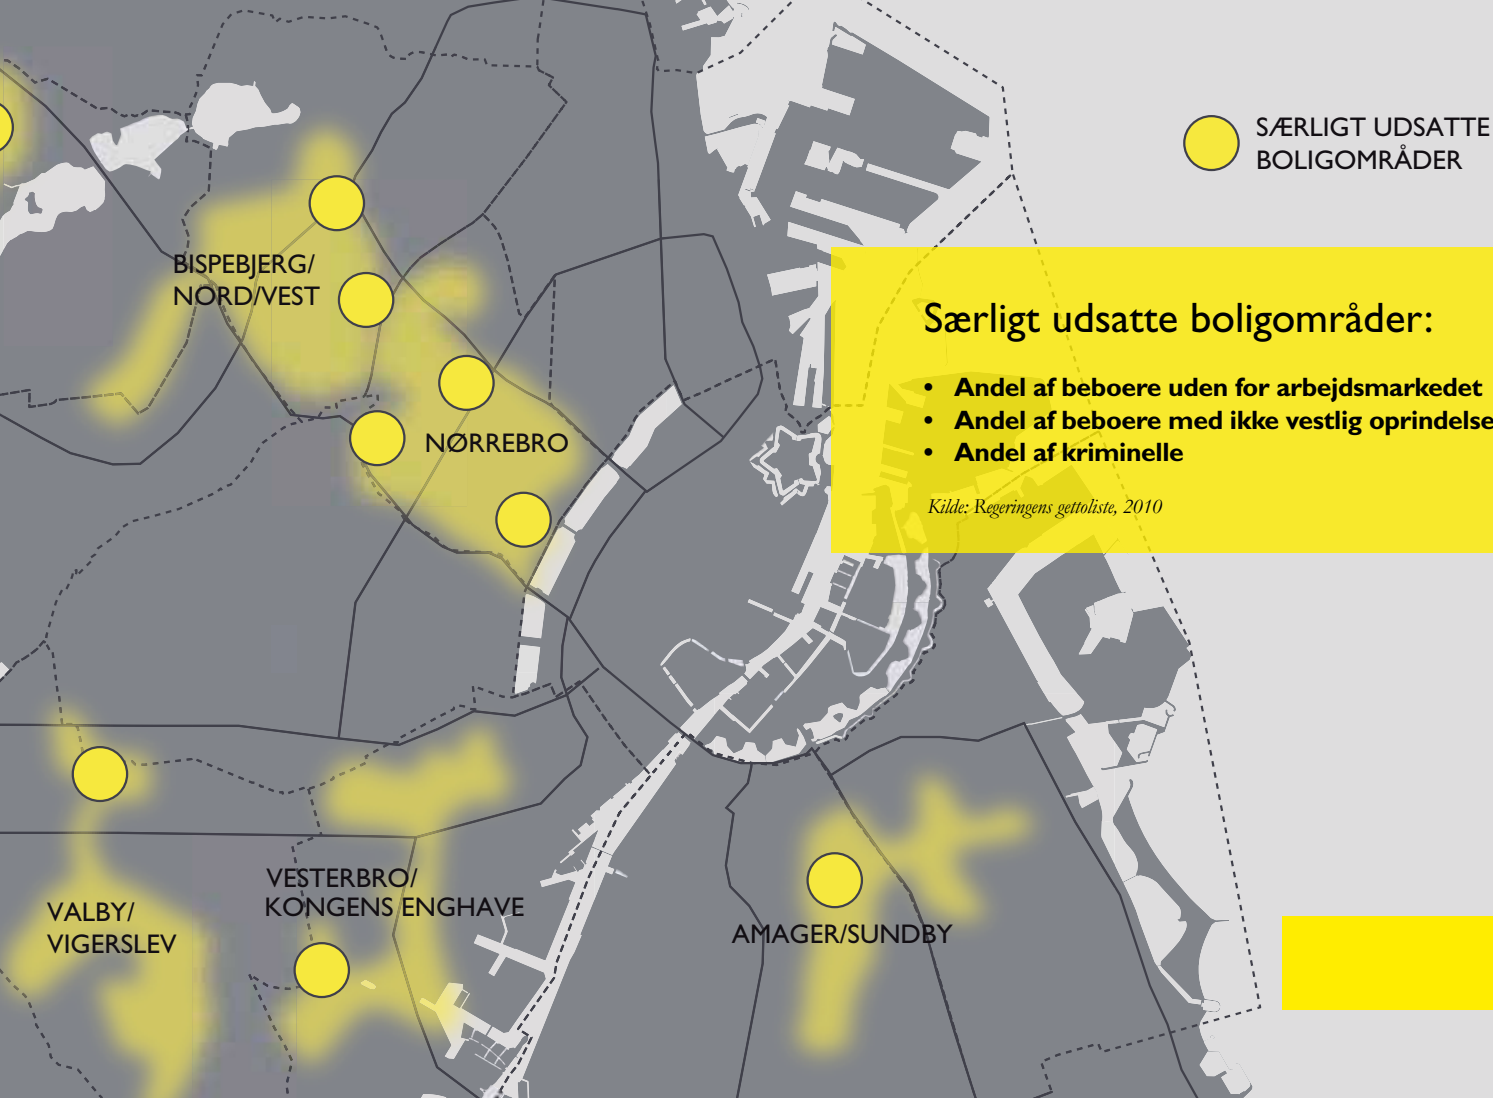 SÆRLIGT UDSATTE
BOLIGOMRÅDER
BISPEBJERG/
NORD/VEST
Særligt udsatte boligområder:
• Andel af beboere uden for arbejdsmarkedet
• Andel af beboere med ikke vestlig oprindelse
• Andel af kriminelle
Kilde: Regeringens gettoliste, 2010
NØRREBRO
VESTERBRO/
KONGENS ENGHAVE
VALBY/
VIGERSLEV
AMAGER/SUNDBY